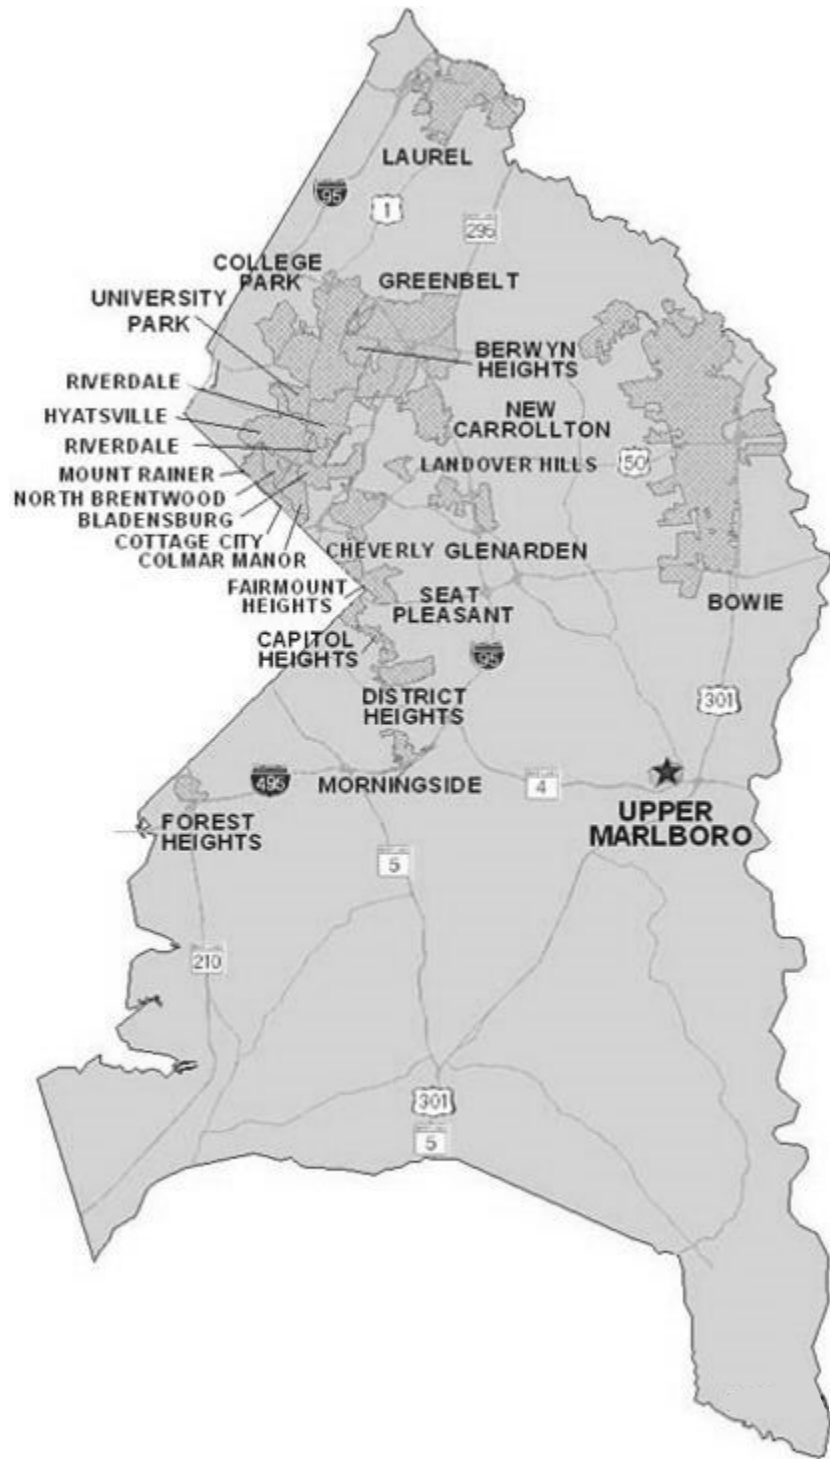 LAUREL
95
1
295
COLLEGE
PARK
GREENBELT
UNIVERSITY
PARK
BERWYN
HEIGHTS
RIVERDALE
HYATSVILLE
NEW
CARROLLTON
RIVERDALE
LANDOVER HILLS
50
MOUNT RAINER
NORTH BRENTWOOD
BLADENSBURG
COTTAGE CITY
COLMAR MANOR
CHEVERLY
GLENARDEN
FAIRMOUNT
HEIGHTS
SEAT
PLEASANT
BOWIE
CAPITOL
HEIGHTS
95
DISTRICT
HEIGHTS
301
495
MORNINGSIDE
4
UPPER
MARLBORO
FOREST
HEIGHTS
5
210
301
5